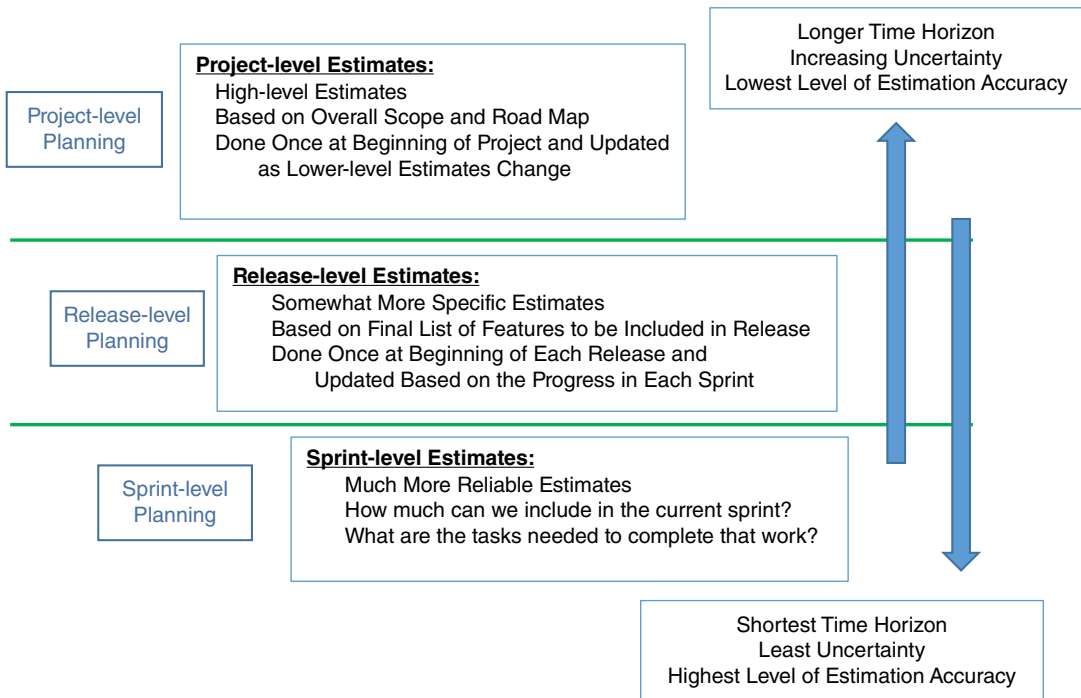 Longer Time Horizon
Increasing Uncertainty
Lowest Level of Estimation Accuracy
Project-level
Planning
Project-level Estimates:
High-level Estimates
Based on Overall Scope and Road Map
Done Once at Beginning of Project and Updated
as Lower-level Estimates Change
Release-level
Planning
Release-level Estimates:
Somewhat More Specific Estimates
Based on Final List of Features to be Included in Release
Done Once at Beginning of Each Release and
Updated Based on the Progress in Each Sprint
Sprint-level
Planning
Sprint-level Estimates:
Much More Reliable Estimates
How much can we include in the current sprint?
What are the tasks needed to complete that work?
Shortest Time Horizon
Least Uncertainty
Highest Level of Estimation Accuracy